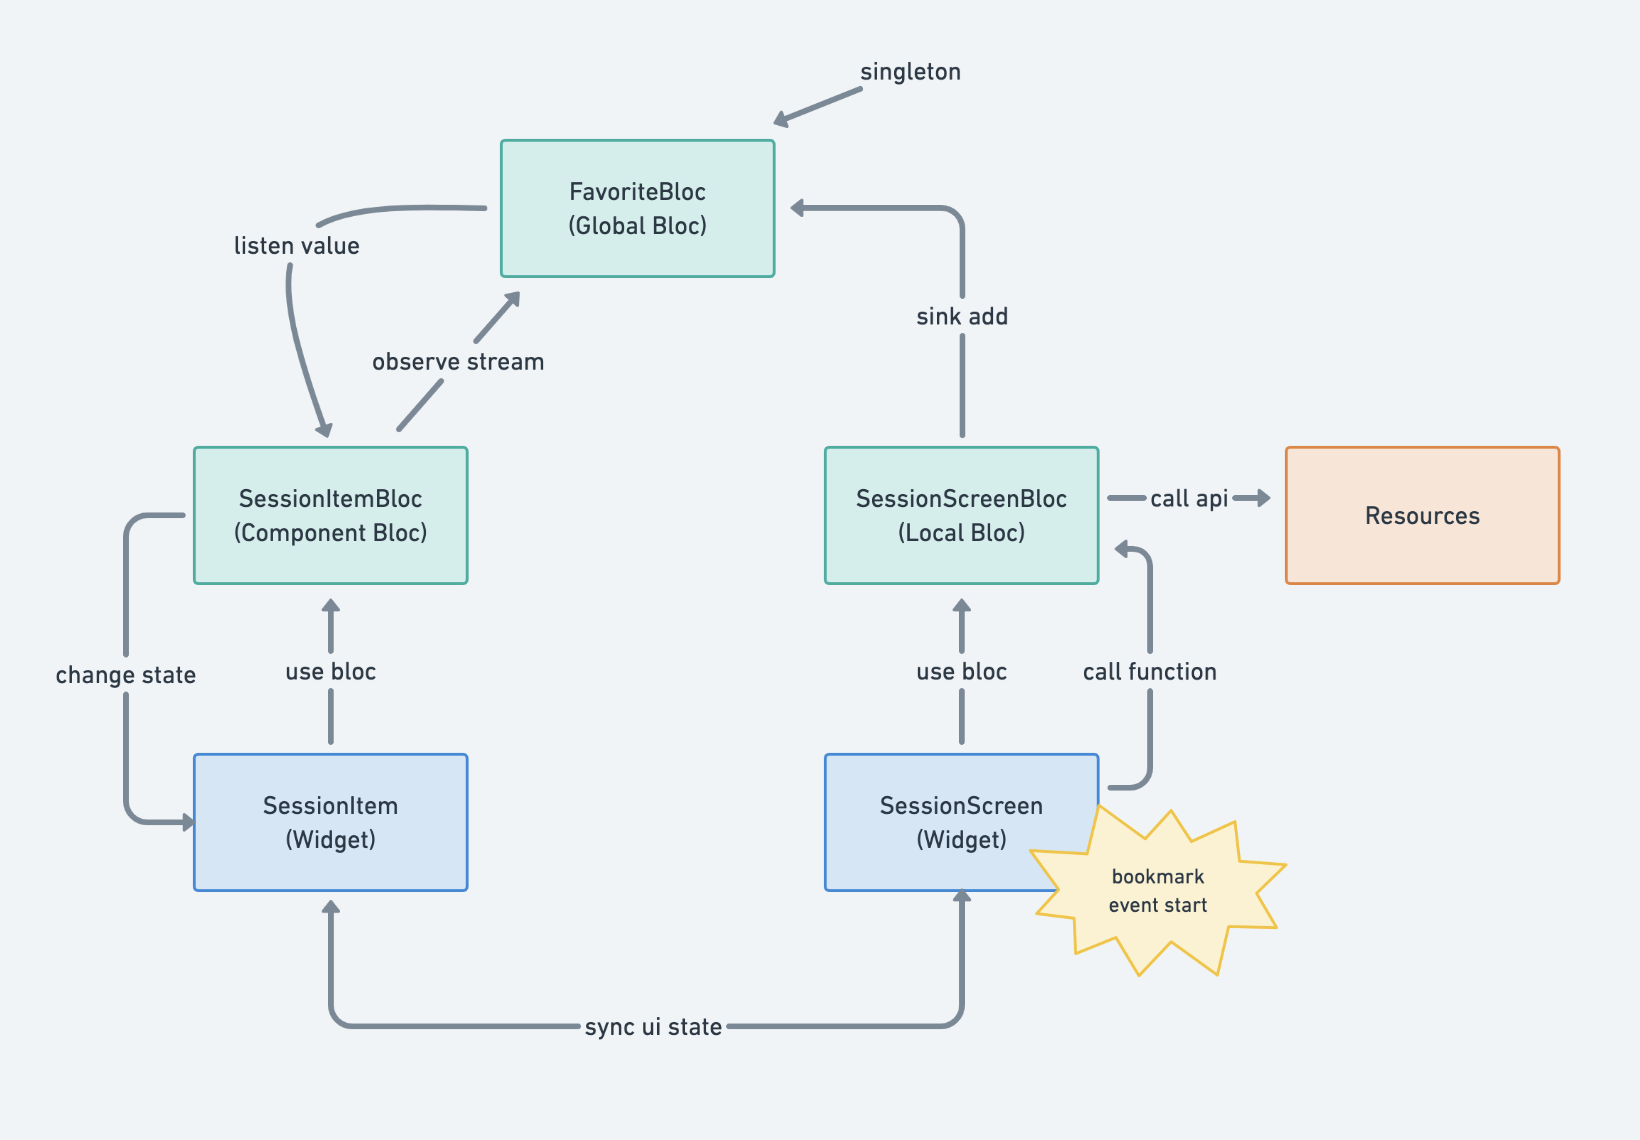 singleton
FavoriteBloc
(Global Bloc)
listen value
sink add
observe stream
SessionItemBloc
(Component Bloc)
SessionScreenBloc
(Local Bloc)
call api
Resources
change state
use bloc
use bloc
call function
SessionItem
(Widget)
SessionScreen
(Widget)
bookmark
event start
sync ui state